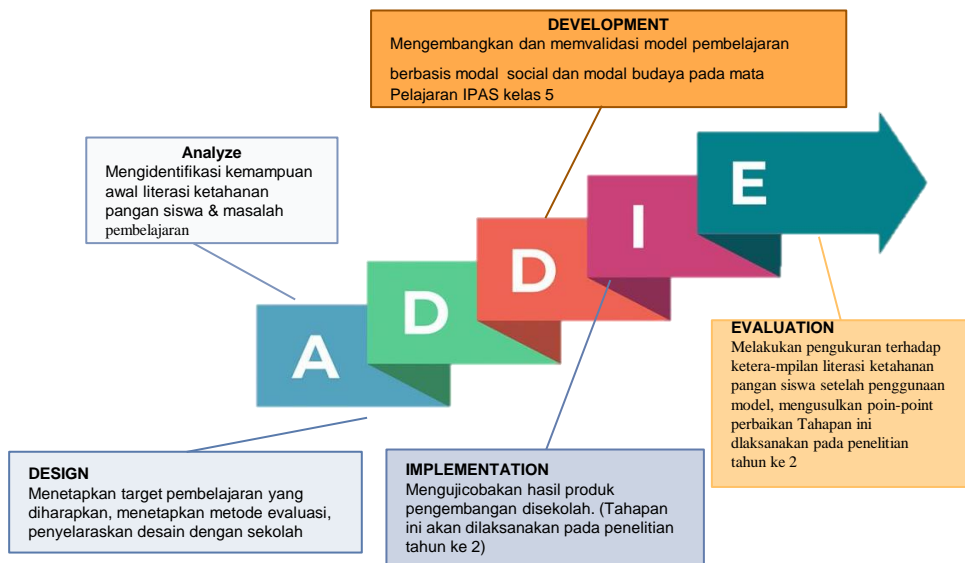 DEVELOPMENT
Mengembangkan dan memvalidasi model pembelajaran
berbasis modal social dan modal budaya pada mata
Pelajaran IPAS kelas 5
Analyze
Mengidentifikasi kemampuan
awal literasi ketahanan
pangan siswa & masalah
pembelajaran
A
D
D
I
E
EVALUATION
Melakukan pengukuran terhadap
ketera-mpilan literasi ketahanan
pangan siswa setelah penggunaan
model, mengusulkan poin-point
perbaikan Tahapan ini
dlaksanakan pada penelitian
tahun ke 2
DESIGN
Menetapkan target pembelajaran yang
diharapkan, menetapkan metode evaluasi,
penyelaraskan desain dengan sekolah
IMPLEMENTATION
Mengujicobakan hasil produk
pengembangan disekolah. (Tahapan
ini akan dilaksanakan pada penelitian
tahun ke 2)